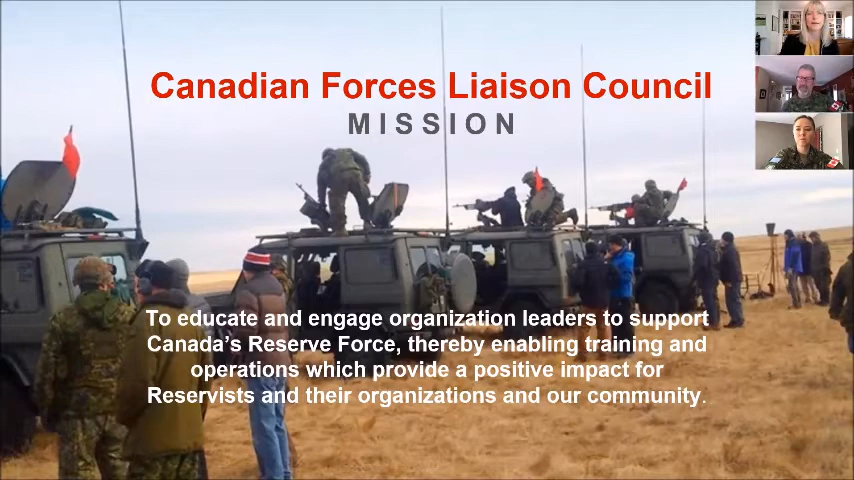 Canadian Forces Liaison Council
MISSION
To educate and engage organization leaders to support
Canada's Reserve Force, thereby enabling training and
operations which provide a positive impact for
Reservists and their organizations and our community.